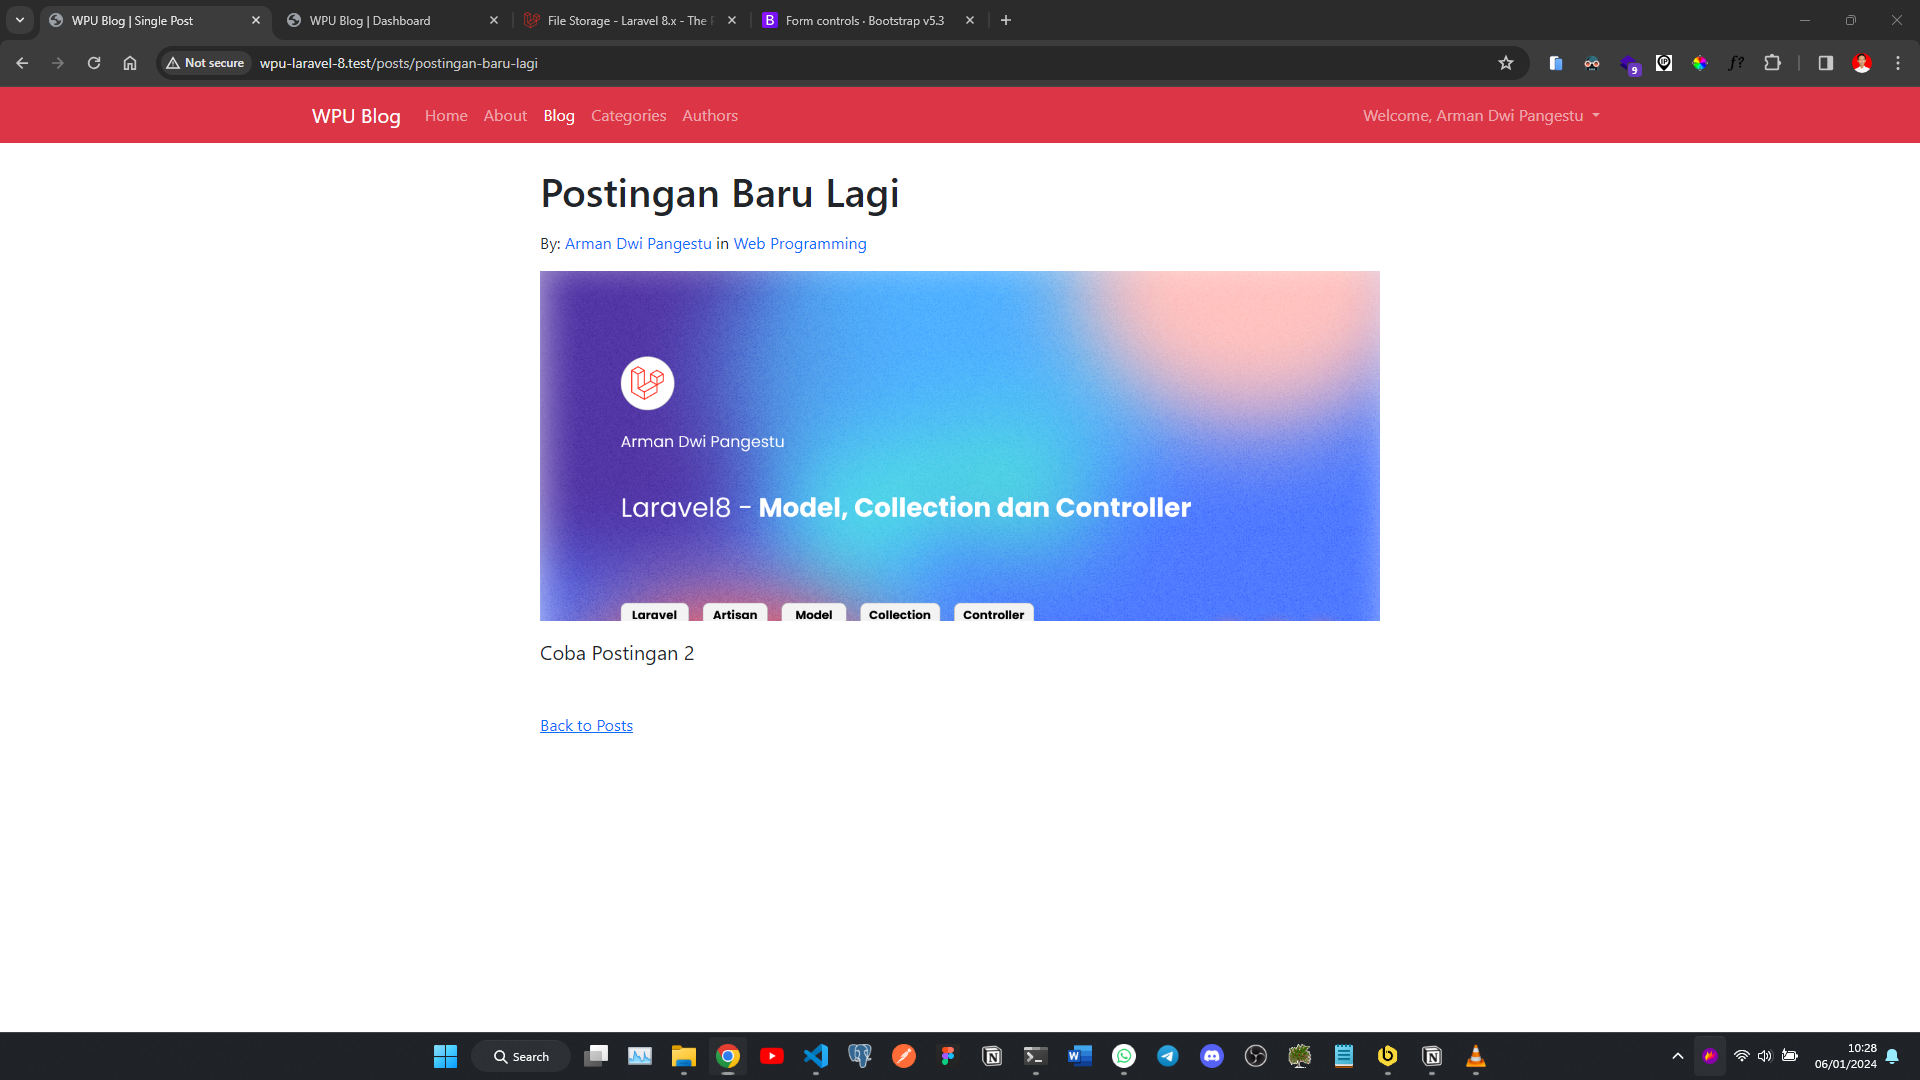 WPU Blog | Single Post
WPU Blog | Dashboard
File Storage - Laravel 8.x - The
Form controls · Bootstrap v5.3
Not secure
wpu-laravel-8.test/posts/postingan-baru-lagi
9
WPU Blog
Home
About
Blog
Categories
Authors
Welcome, Arman Dwi Pangestu
Postingan Baru Lagi
By: Arman Dwi Pangestu in Web Programming
Arman Dwi Pangestu
Laravel8 - Model, Collection dan Controller
Laravel
Artisan
Model
Collection
Controller
Coba Postingan 2
Back to Posts
Search
10:28
06/01/2024